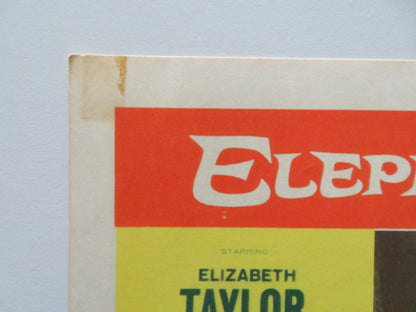 ELEP
STARRING
ELIZABETH
TAYLOR